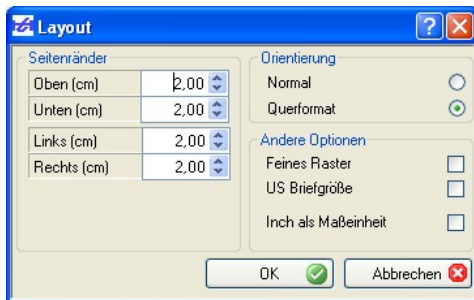 Layout
Seitenränder
Oben (cm) 2,00
Unten (cm) 2,00
Links (cm) 2,00
Rechts (cm) 2,00
Orientierung
Normal
Querformat
Andere Optionen
Feines Raster
US Briefgröße
Inch als Maßeinheit
OK
Abbrechen